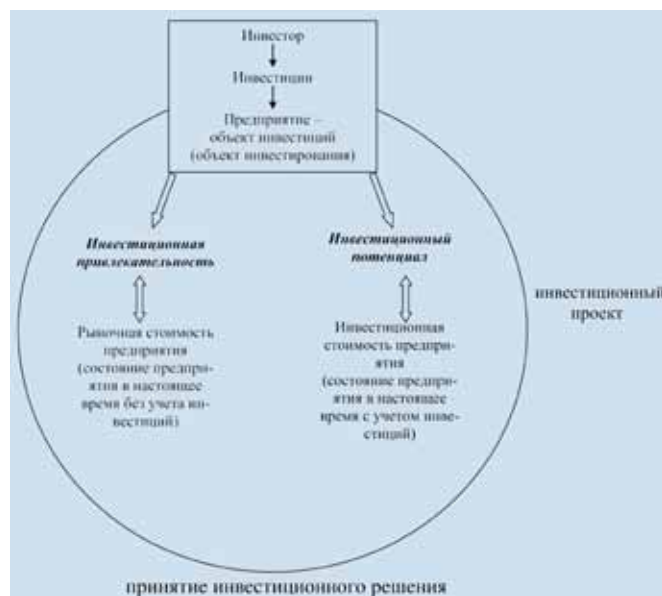 Инвестор
Инвестиции
Предприятие –
объект инвестиций
(объект инвестирования)
Инвестиционная
привлекательность
Рыночная стоимость
предприятия
(состояние предпри-
ятия в настоящее
время без учета ин-
вестиций)
Инвестиционный
потенциал
Инвестиционная
стоимость предпри-
ятия
(состояние предпри-
ятия в настоящее
время с учетом инве-
стиций)
инвестиционный
проект
принятие инвестиционного решения